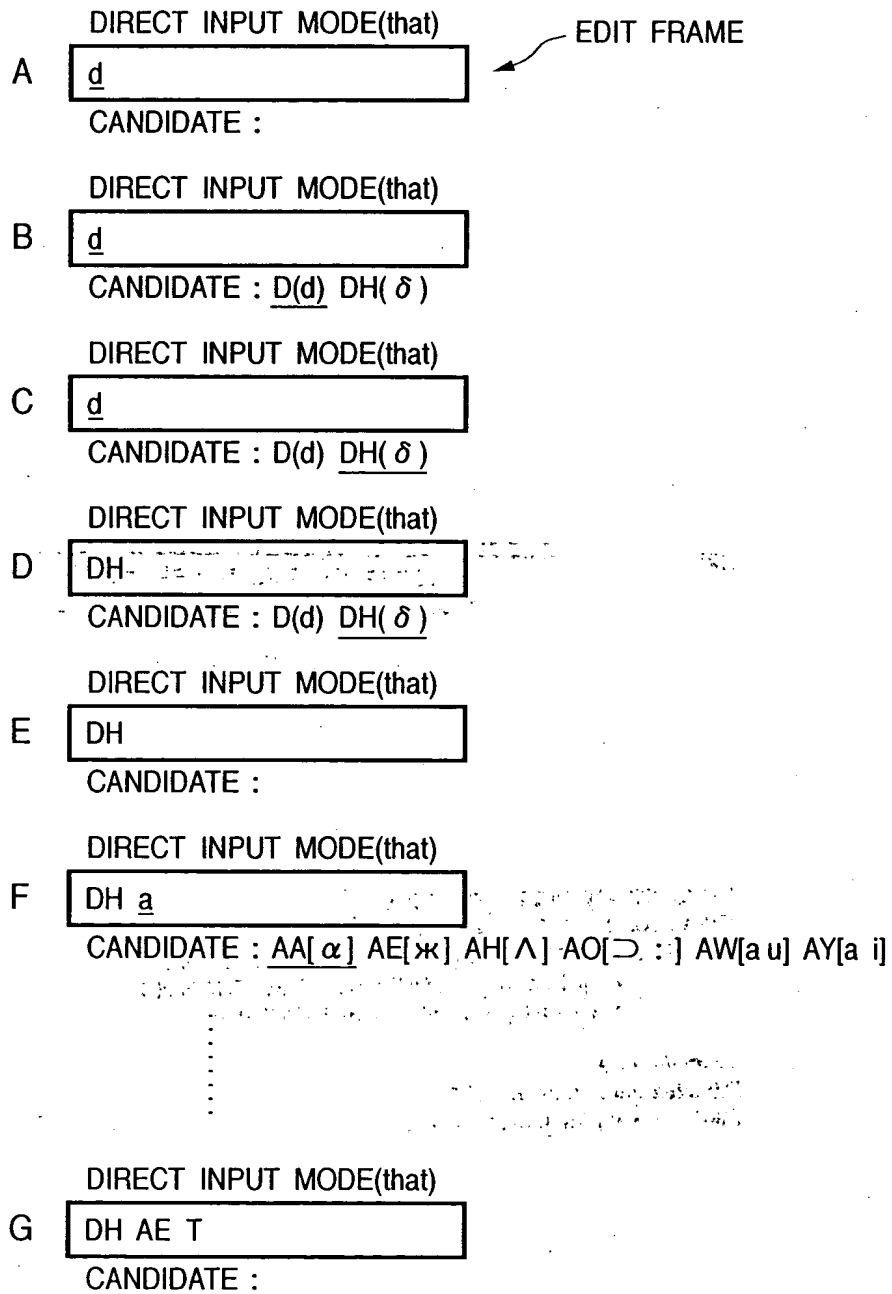 DIRECT INPUT MODE(that)
EDIT FRAME
A d
CANDIDATE :
DIRECT INPUT MODE(that)
B d
CANDIDATE : D(d) DH( δ )
DIRECT INPUT MODE(that)
C d
CANDIDATE : D(d) DH( δ )
DIRECT INPUT MODE(that)
D DH
CANDIDATE : D(d) DH( δ )
DIRECT INPUT MODE(that)
E DH
CANDIDATE :
DIRECT INPUT MODE(that)
F DH a
CANDIDATE : AA[ α ] AE[ж] AH[Λ] AO[⊃ : ] AW[a u] AY[a i]
DIRECT INPUT MODE(that)
G DH AE T
CANDIDATE :